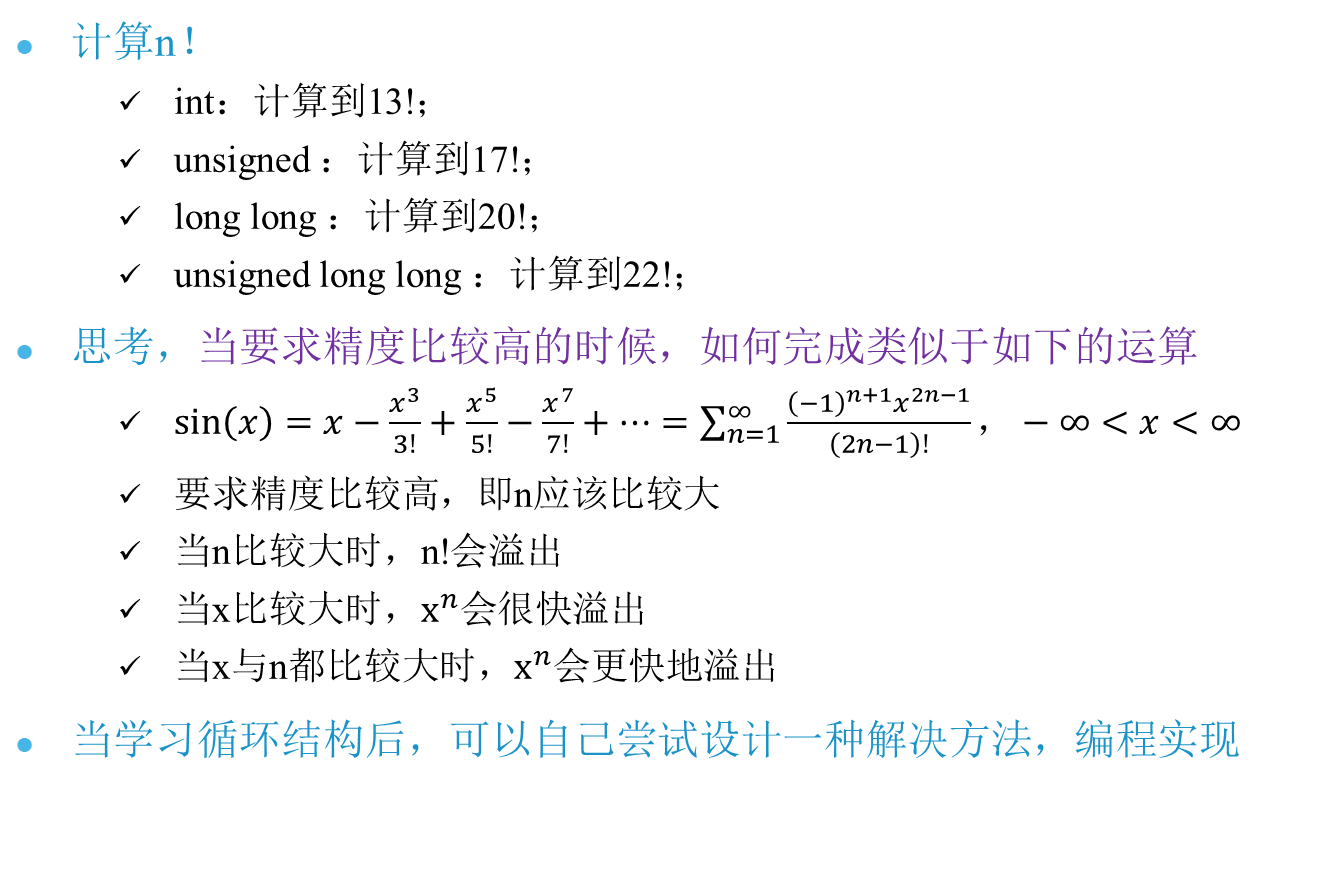 计算n！
int：计算到13!；
unsigned：计算到17!；
long long：计算到20!；
unsigned long long：计算到22!；
思考，当要求精度比较高的时候，如何完成类似于如下的运算
sin(x) = x − x³/3! + x⁵/5! − x⁷/7! + ⋯ = ∑_{n=1}^{∞} (−1)^{n+1}x^{2n−1}/(2n−1)!， −∞ < x < ∞
要求精度比较高，即n应该比较大
当n比较大时，n!会溢出
当x比较大时，xⁿ会很快溢出
当x与n都比较大时，xⁿ会更快地溢出
当学习循环结构后，可以自己尝试设计一种解决方法，编程实现